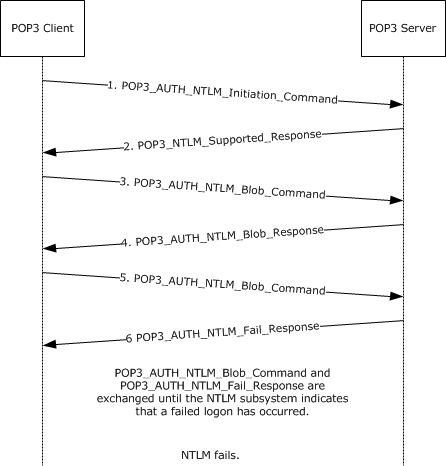 POP3 Client
POP3 Server
1. POP3_AUTH_NTLM_Initiation_Command
2. POP3_NTLM_Supported_Response
3. POP3_AUTH_NTLM_Blob_Command
4. POP3_AUTH_NTLM_Blob_Response
5. POP3_AUTH_NTLM_Blob_Command
6 POP3_AUTH_NTLM_Fail_Response
POP3_AUTH_NTLM_Blob_Command and
POP3_AUTH_NTLM_Fail_Response are
exchanged until the NTLM subsystem indicates
that a failed logon has occurred.
NTLM fails.